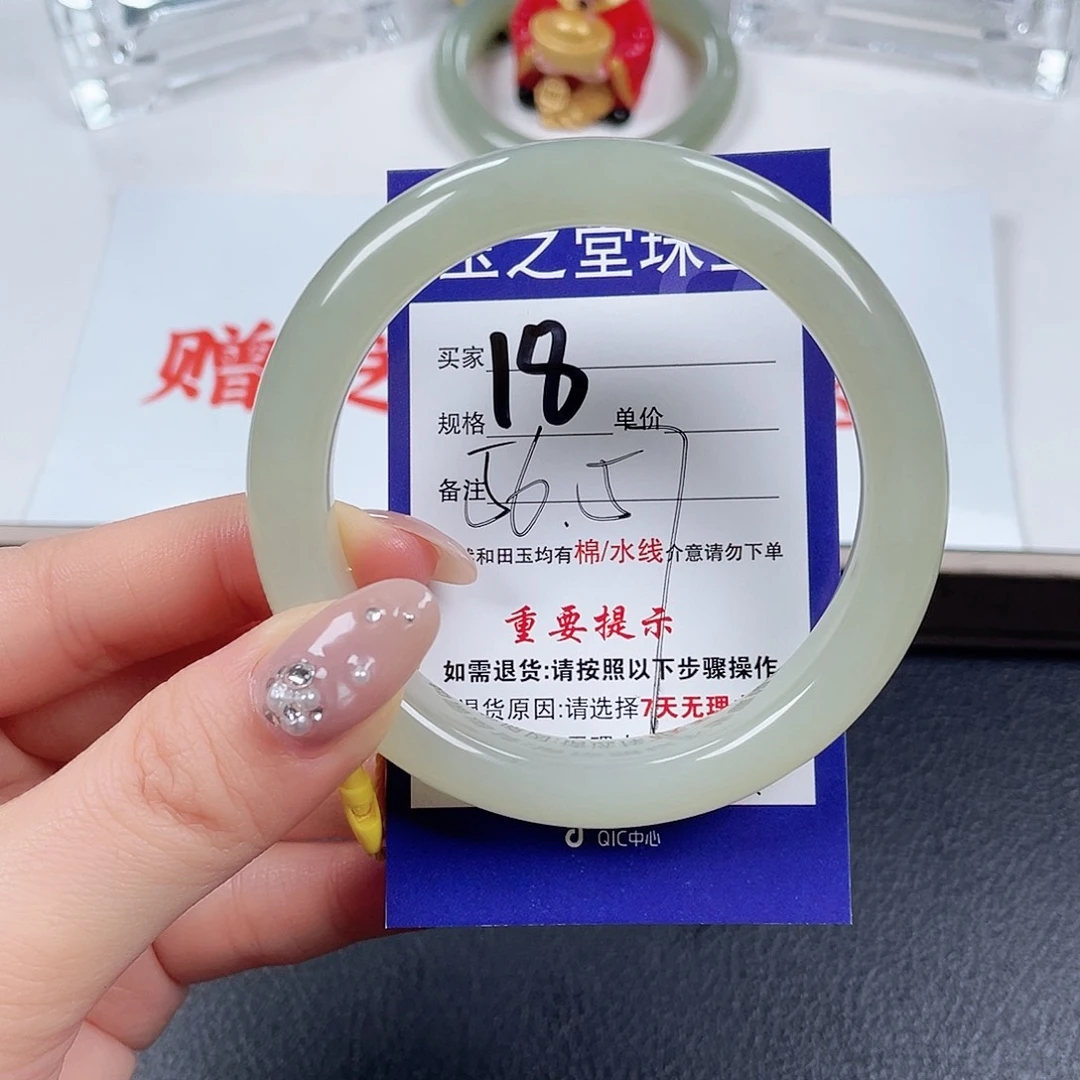 玉之堂珠宝
赠
买家 18
规格 单价
备注 56.5
和田玉均有棉/水线介意请勿下单
重要提示
如需退货:请按照以下步骤操作
退货原因:请选择7天无理
QIC中心